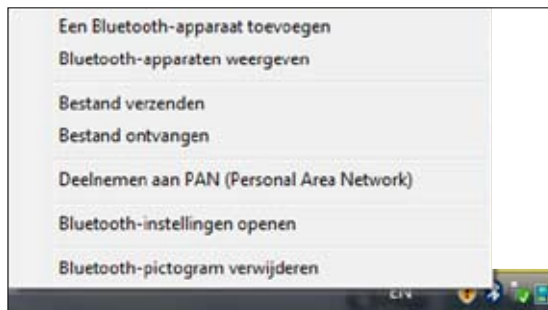 Een Bluetooth-apparaat toevoegen
Bluetooth-apparaten weergeven
Bestand verzenden
Bestand ontvangen
Deelnemen aan PAN (Personal Area Network)
Bluetooth-instellingen openen
Bluetooth-pictogram verwijderen
EN